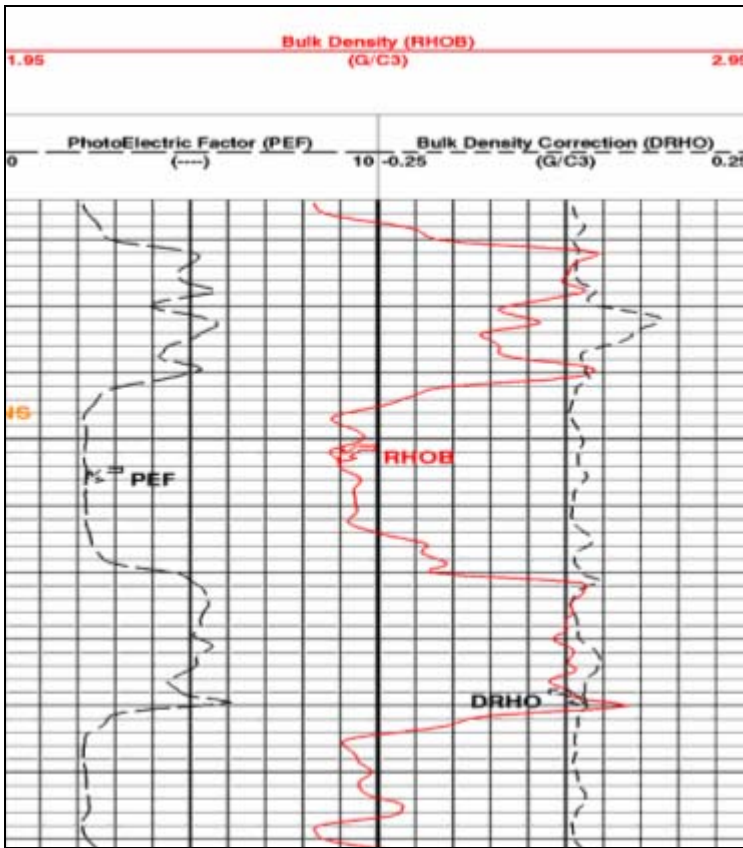 Bulk Density (RHOB)
1.95 (G/C3) 2.95
PhotoElectric Factor (PEF) Bulk Density Correction (DRHO)
0 (----) 10 -0.25 (G/C3) 0.25
NS
RHOB
PEF
DRHO